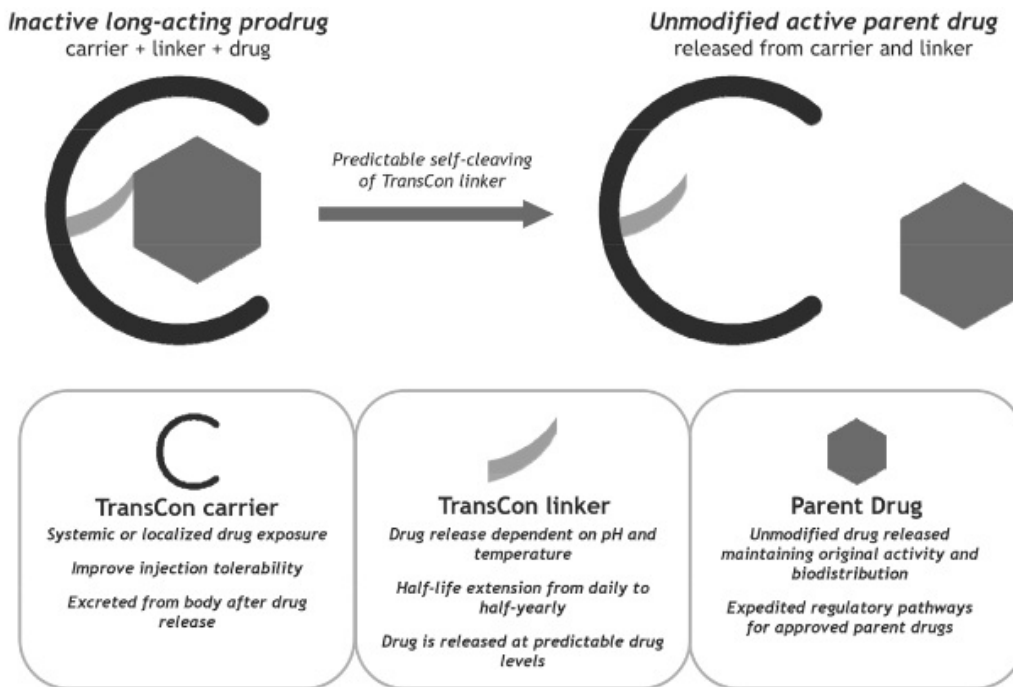 Inactive long-acting prodrug
carrier + linker + drug
Unmodified active parent drug
released from carrier and linker
Predictable self-cleaving
of TransCon linker
TransCon carrier
Systemic or localized drug exposure
Improve injection tolerability
Excreted from body after drug
release
TransCon linker
Drug release dependent on pH and
temperature
Half-life extension from daily to
half-yearly
Drug is released at predictable drug
levels
Parent Drug
Unmodified drug released
maintaining original activity and
biodistribution
Expedited regulatory pathways
for approved parent drugs